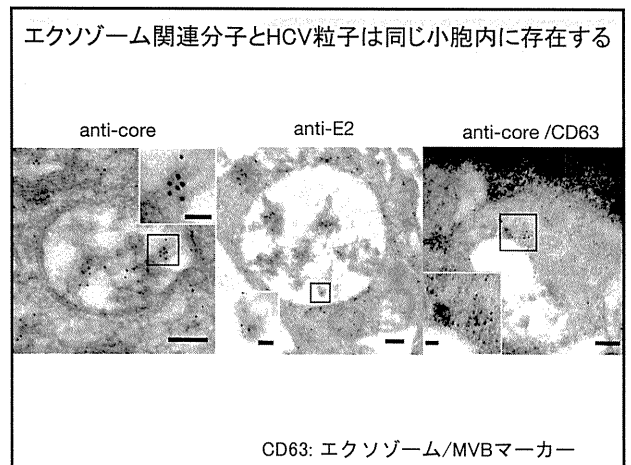 エクソゾーム関連分子とHCV粒子は同じ小胞内に存在する
anti-core
anti-E2
anti-core /CD63
CD63: エクソゾーム/MVBマーカー